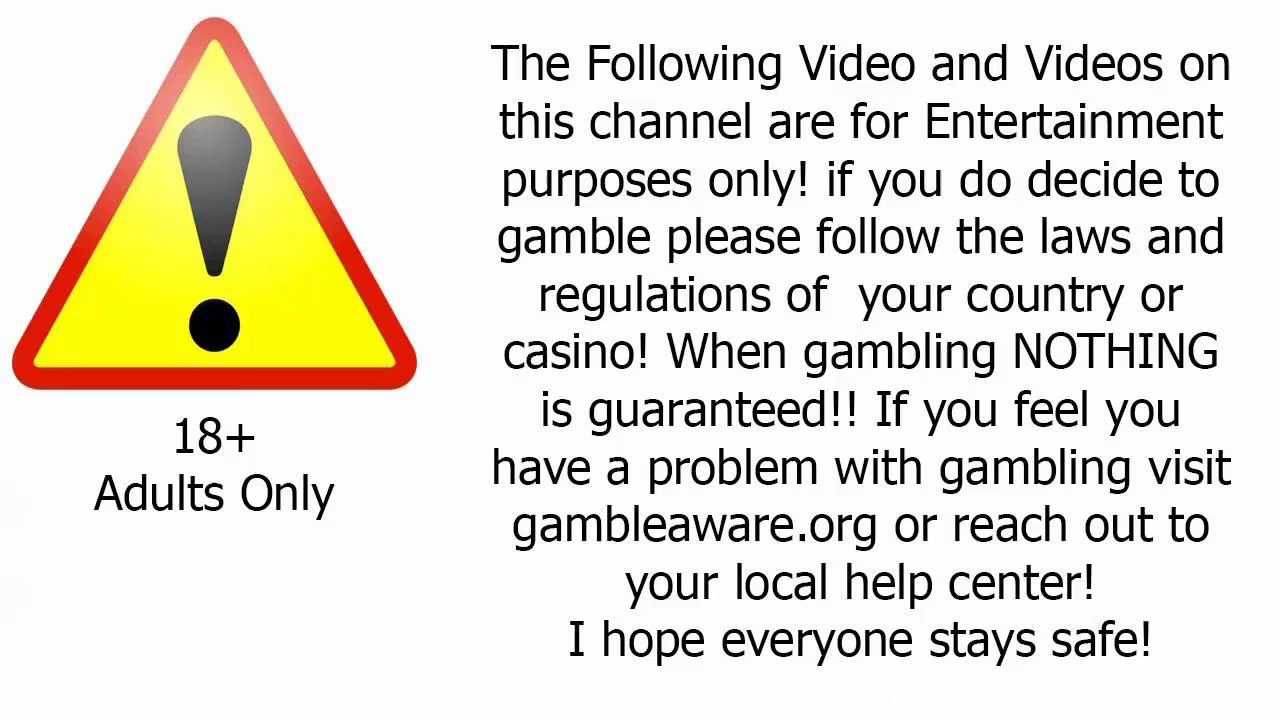 18+
Adults Only
The Following Video and Videos on
this channel are for Entertainment
purposes only! if you do decide to
gamble please follow the laws and
regulations of  your country or
casino! When gambling NOTHING
is guaranteed!! If you feel you
have a problem with gambling visit
gambleaware.org or reach out to
your local help center!
I hope everyone stays safe!